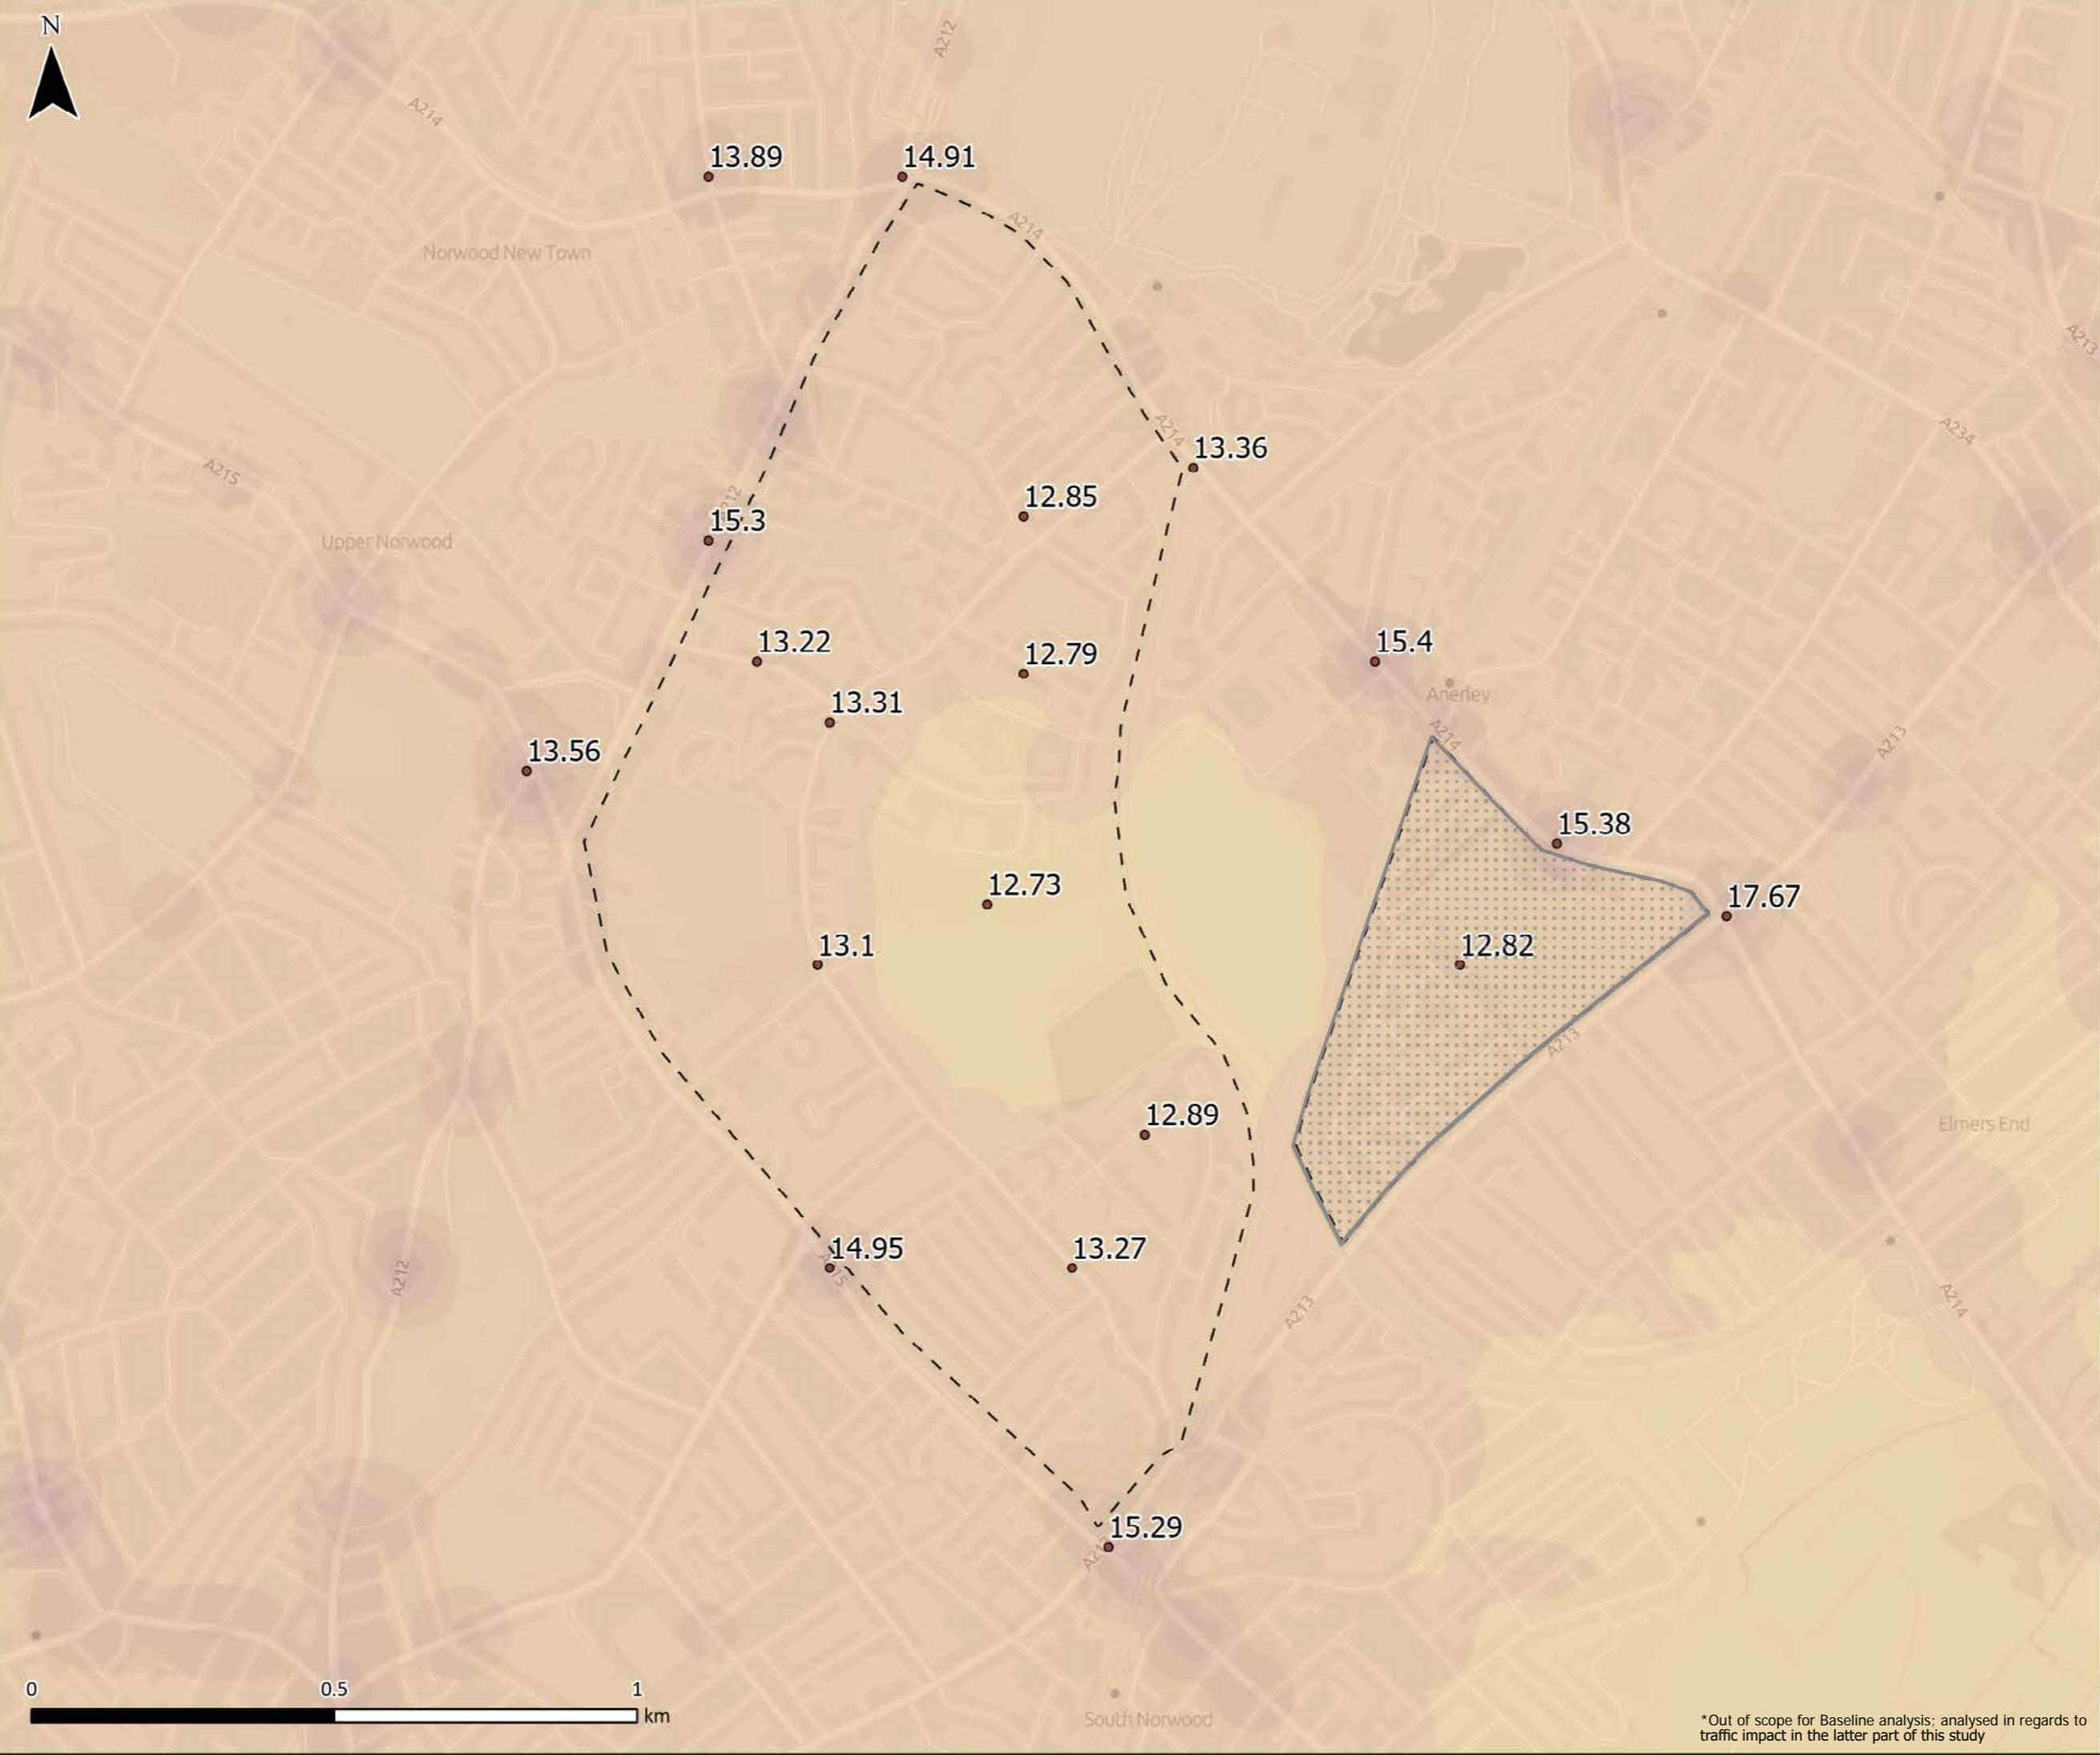 N
A212
A214
13.89
14.91
A214
Norwood New Town
A213
A214
13.36
A234
A215
12.85
212
15.3
Upper Norwood
13.22
12.79
15.4
Anerley
13.31
A214
A213
13.56
15.38
12.73
17.67
13.1
12.82
A213
12.89
Elmers End
14.95
13.27
A212
A214
A213
15.29
0
0.5
1
km
South Norwood
*Out of scope for Baseline analysis; analysed in regards to
traffic impact in the latter part of this study